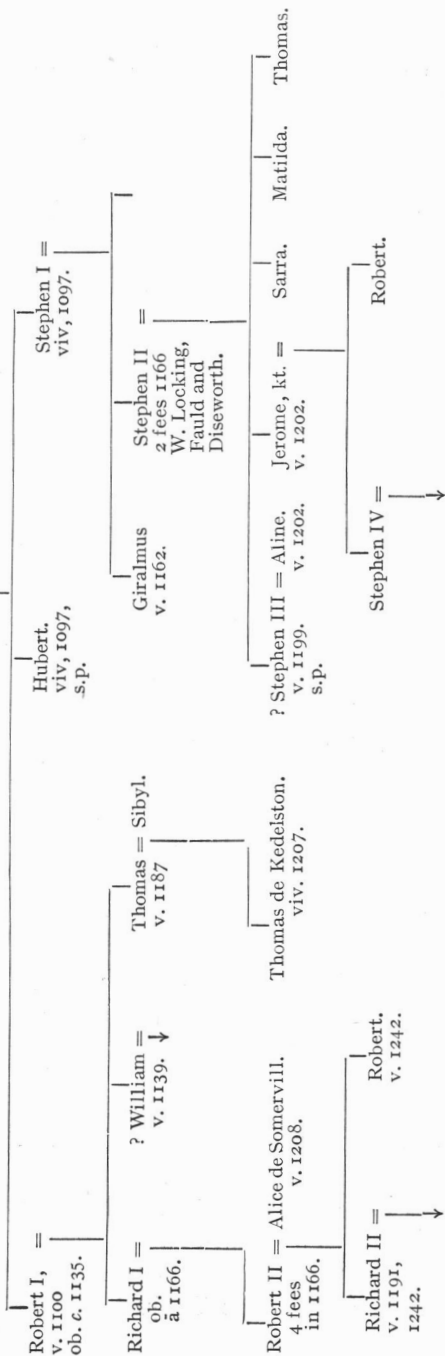 Robert I, =
v. 1100
ob. c. 1135.
Hubert.
viv, 1097,
s.p.
Stephen I =
viv, 1097.
Richard I =
ob.
ā 1166.
? William =
v. 1139.
Thomas = Sibyl.
v. 1187
Giralmus
v. 1162.
Stephen II =
2 fees 1166
W. Locking,
Fauld and
Diseworth.
Robert II = Alice de Somervill.
4 fees v. 1208.
in 1166.
Thomas de Kedelston.
viv. 1207.
? Stephen III = Aline.
v. 1199. v. 1202.
s.p.
Jerome, kt. =
v. 1202.
Sarra.
Matilda.
Thomas.
Richard II =
v. 1191,
1242.
Robert.
v. 1242.
Stephen IV =
Robert.